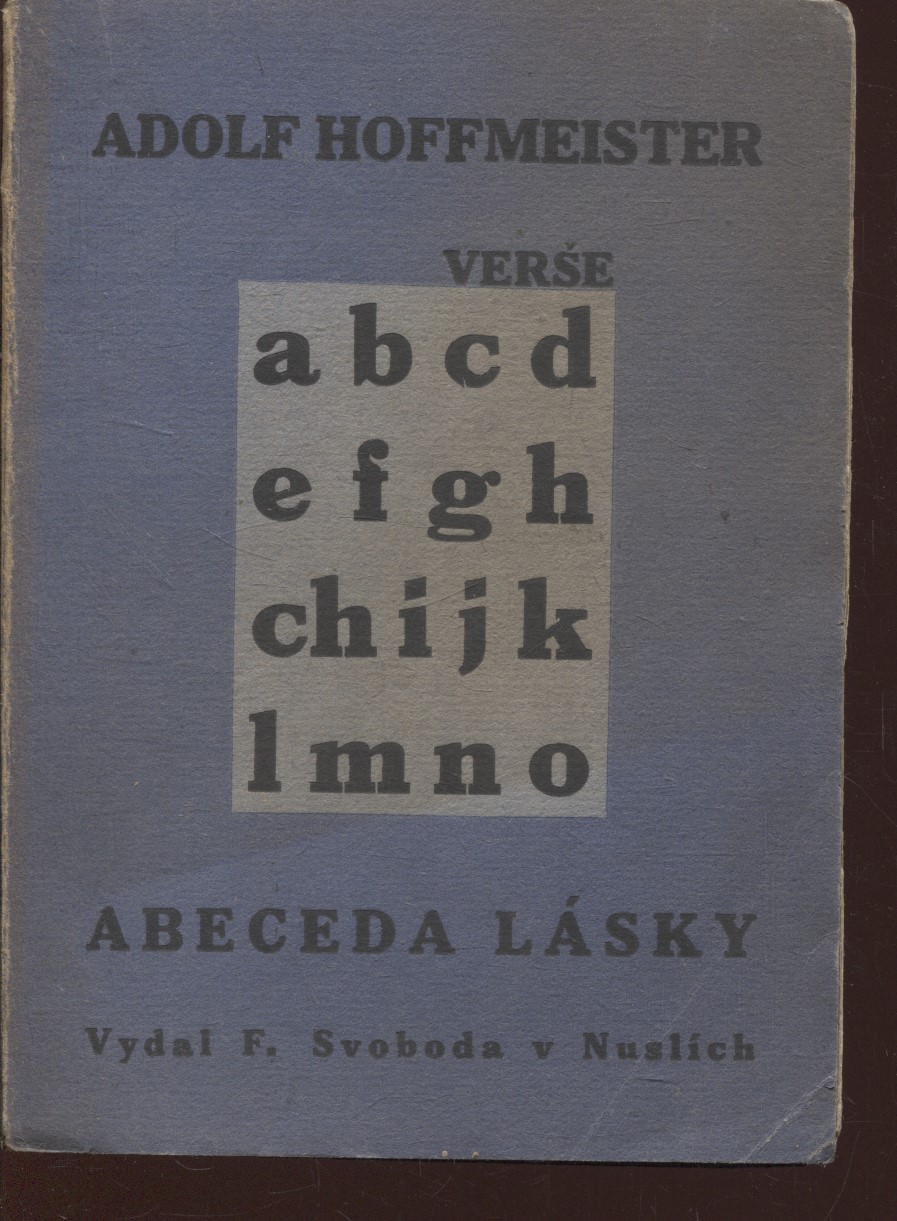 ADOLF HOFFMEISTER
VERŠE
a b c d
e f g h
ch i j k
l m n o
ABECEDA LÁSKY
Vydal F. Svoboda v Nuslích